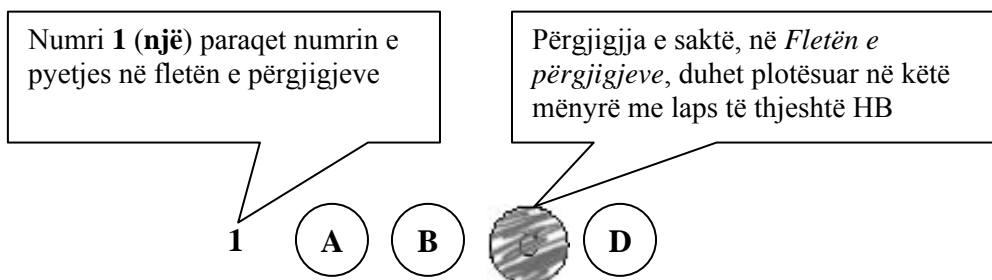 Numri 1 (një) paraqet numrin e
pyetjes në fletën e përgjigjeve
Përgjigjja e saktë, në Fletën e
përgjigjeve, duhet plotësuar në këtë
mënyrë me laps të thjeshtë HB
1 A B D